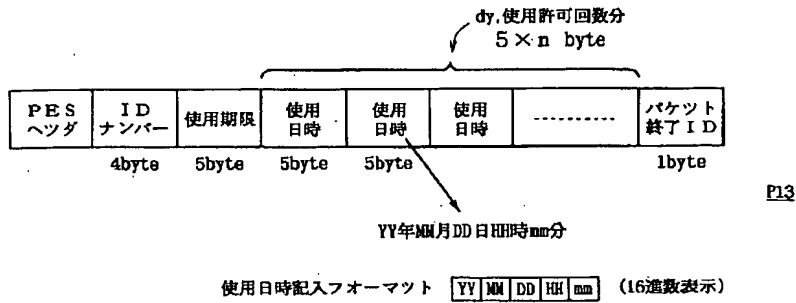 dy,使用許可回数分
5×n byte
PES
ヘツダ
ID
ナンバー
使用期限
使用
日時
使用
日時
使用
日時
----------
パケツト
終了ID
4byte
5byte
5byte
5byte
1byte
P13
YY年MM月DD日HH時mm分
使用日時記入フオーマツト YY MM DD HH mm (16進数表示)